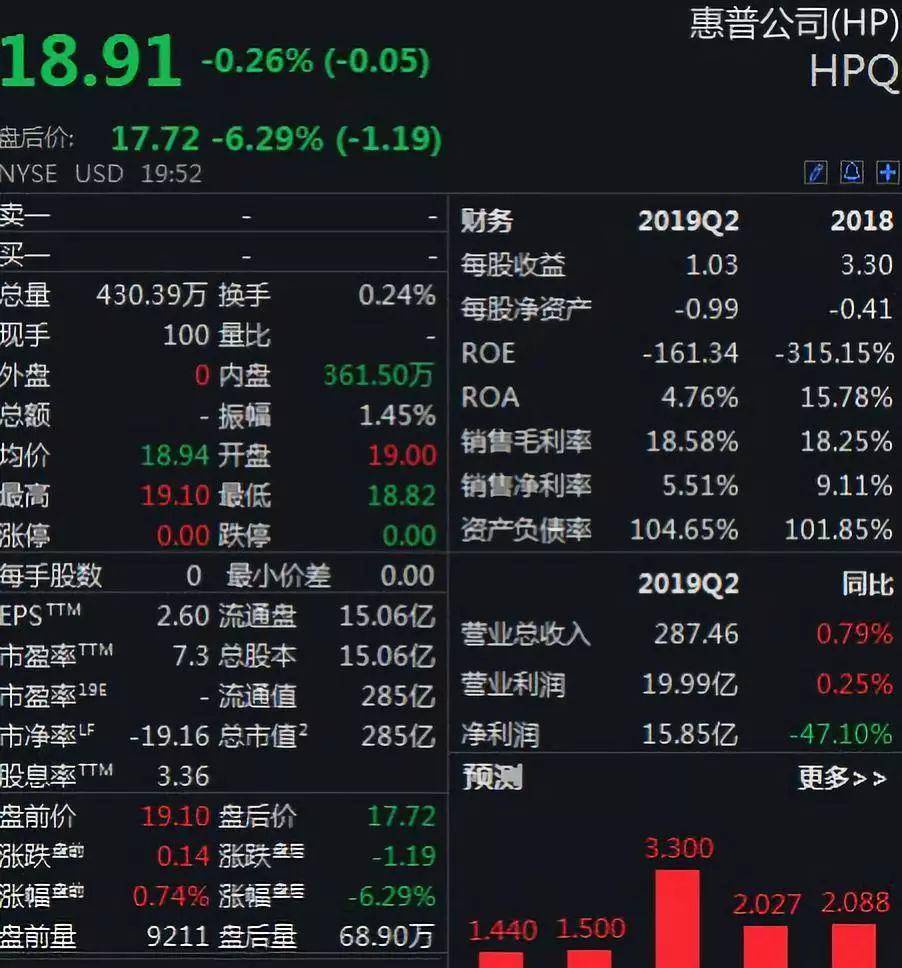 惠普公司(HP)
18.91 -0.26% (-0.05)
HPQ
盘后价: 17.72 -6.29% (-1.19)
NYSE USD 19:52
卖一 - -
买一 - -
总量 430.39万 换手 0.24%
现手 100 量比 -
外盘 0 内盘 361.50万
总额 - 振幅 1.45%
均价 18.94 开盘 19.00
最高 19.10 最低 18.82
涨停 0.00 跌停 0.00
每手股数 0 最小价差 0.00
EPS TTM 2.60 流通盘 15.06亿
市盈率TTM 7.3 总股本 15.06亿
市盈率19E - 流通值 285亿
市净率LF -19.16 总市值2 285亿
股息率TTM 3.36
盘前价 19.10 盘后价 17.72
涨跌盘前 0.14 涨跌盘后 -1.19
涨幅盘前 0.74% 涨幅盘后 -6.29%
盘前量 9211 盘后量 68.90万
财务 2019Q2 2018
每股收益 1.03 3.30
每股净资产 -0.99 -0.41
ROE -161.34 -315.15%
ROA 4.76% 15.78%
销售毛利率 18.58% 18.25%
销售净利率 5.51% 9.11%
资产负债率 104.65% 101.85%
2019Q2 同比
营业总收入 287.46 0.79%
营业利润 19.99亿 0.25%
净利润 15.85亿 -47.10%
预测 更多>>
3.300
2.027 2.088
1.440 1.500